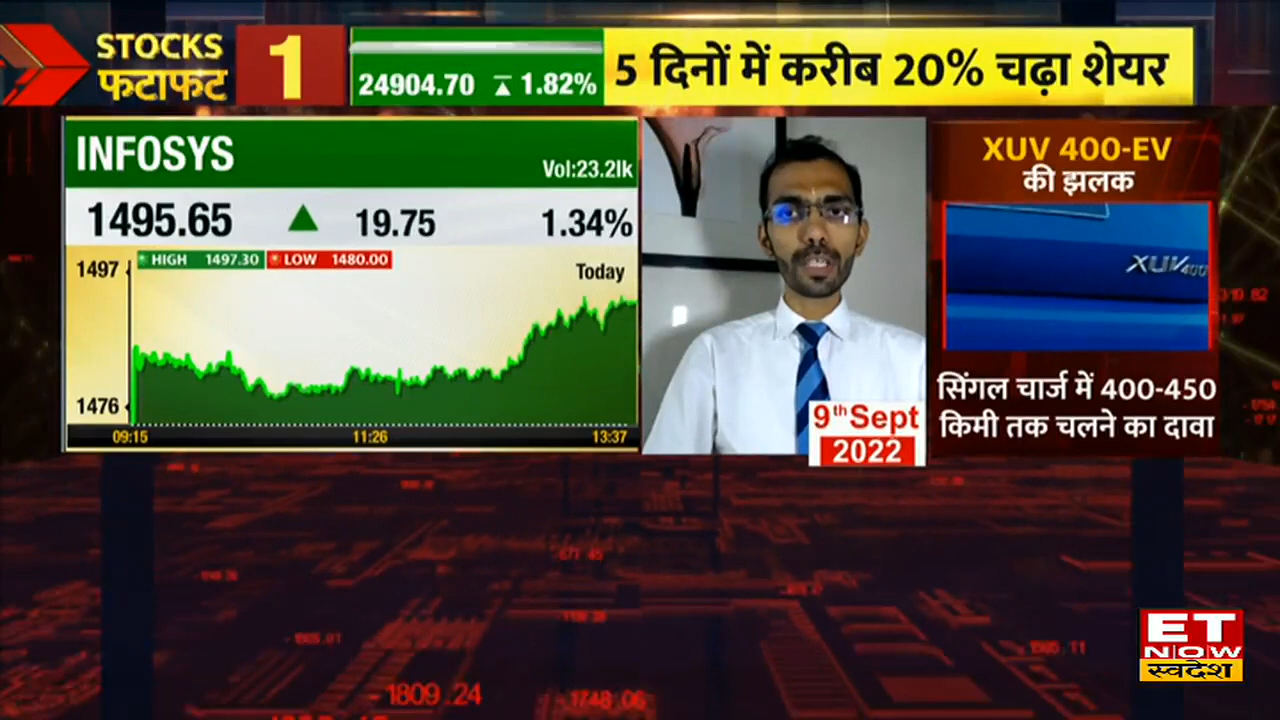 STOCKS
फटाफट
1
24904.70 1.82%
5 दिनों में करीब 20% चढ़ा शेयर
INFOSYS
Vol:23.2lk
1495.65 ▲ 19.75 1.34%
HIGH 1497.30 LOW 1480.00
Today
1497
1476
09:15 11:26 13:37
9th Sept
2022
XUV 400-EV
की झलक
XUV400
सिंगल चार्ज में 400-450
किमी तक चलने का दावा
1809.24
1748.06
ET
NOW
स्वदेश